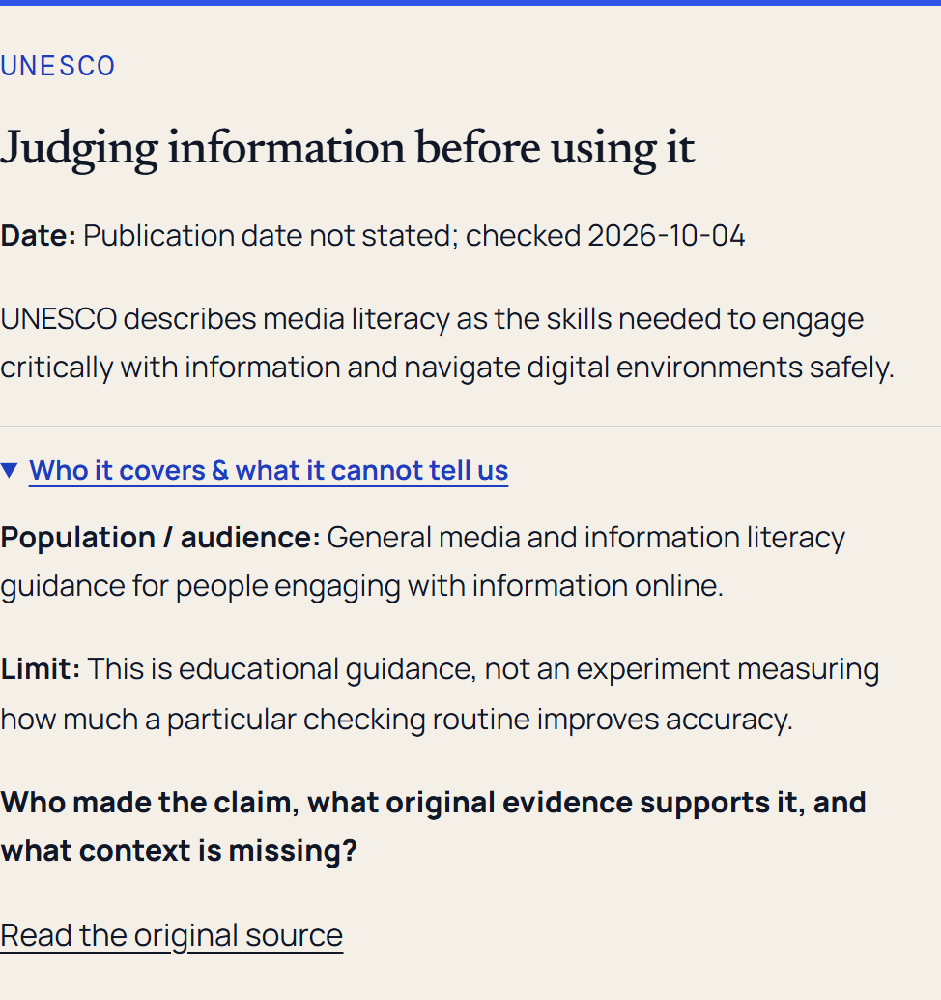 UNESCO
Judging information before using it
Date: Publication date not stated; checked 2026-10-04
UNESCO describes media literacy as the skills needed to engage
critically with information and navigate digital environments safely.
▼ Who it covers & what it cannot tell us
Population / audience: General media and information literacy
guidance for people engaging with information online.
Limit: This is educational guidance, not an experiment measuring
how much a particular checking routine improves accuracy.
Who made the claim, what original evidence supports it, and
what context is missing?
Read the original source